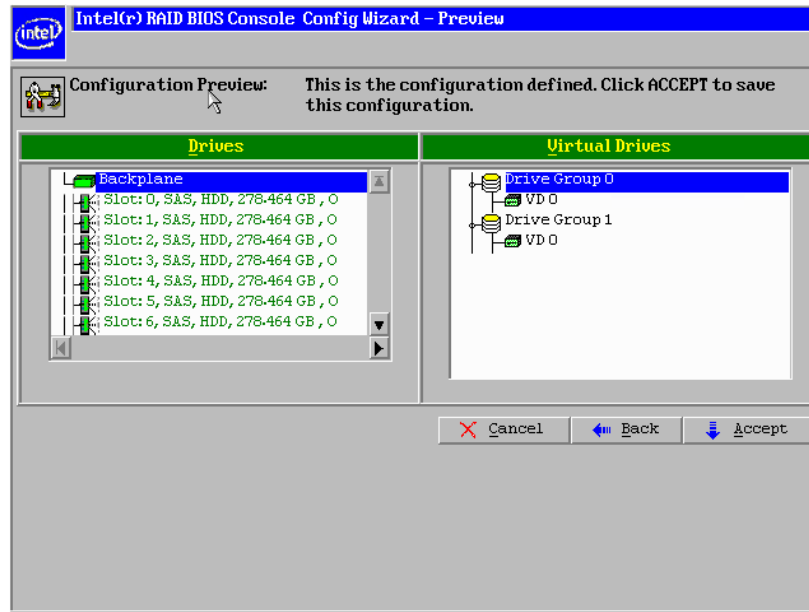 intel
Intel(r) RAID BIOS Console Config Wizard – Preview
Configuration Preview:
This is the configuration defined. Click ACCEPT to save
this configuration.
Drives
Backplane
Slot: 0, SAS, HDD, 278.464 GB , O
Slot: 1, SAS, HDD, 278.464 GB , O
Slot: 2, SAS, HDD, 278.464 GB , O
Slot: 3, SAS, HDD, 278.464 GB , O
Slot: 4, SAS, HDD, 278.464 GB , O
Slot: 5, SAS, HDD, 278.464 GB , O
Slot: 6, SAS, HDD, 278.464 GB , O
Virtual Drives
Drive Group 0
VD 0
Drive Group 1
VD 0
Cancel
Back
Accept